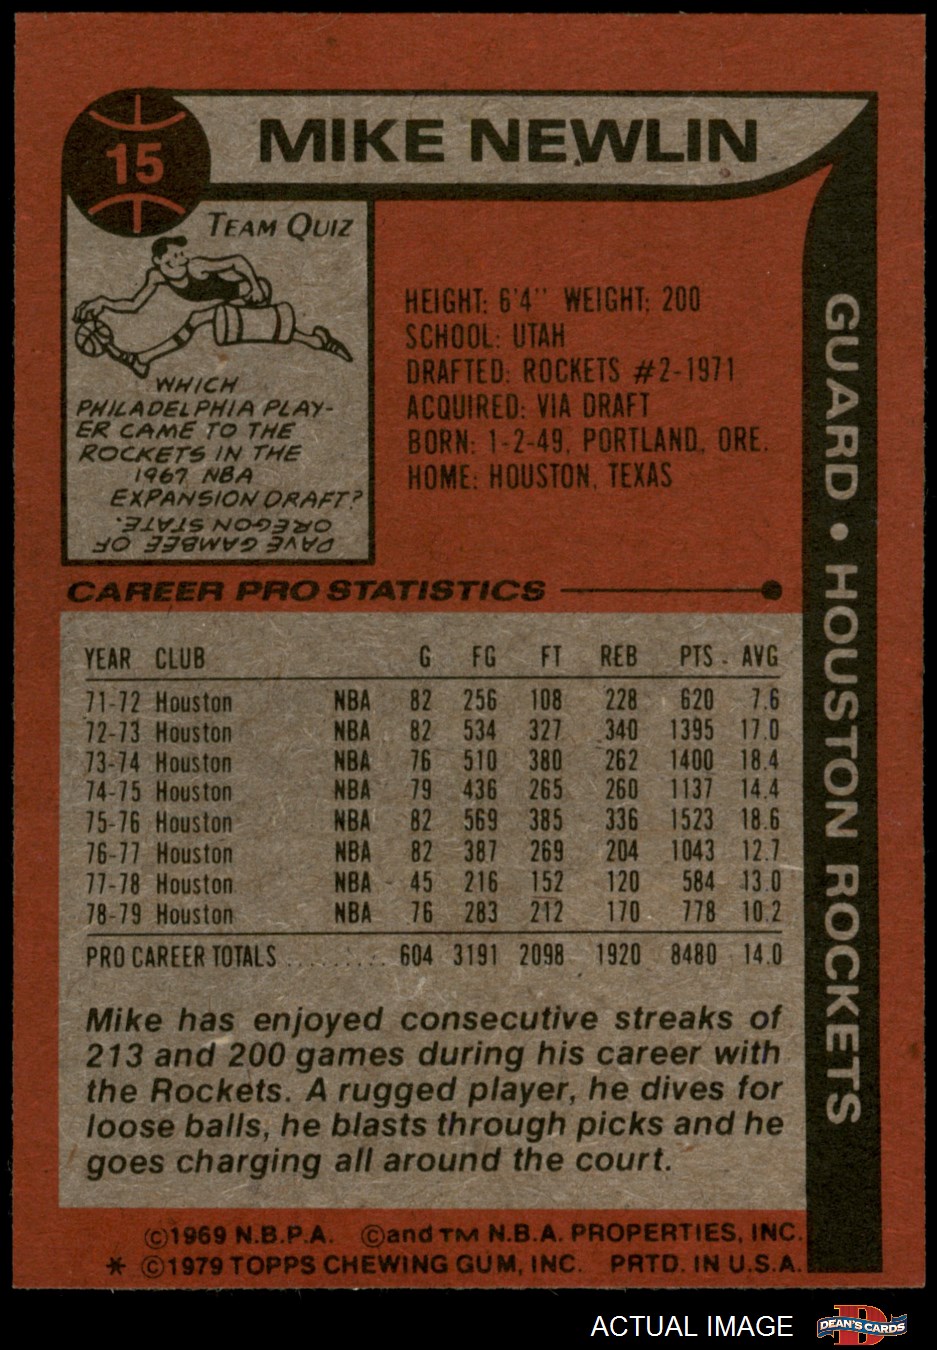 15
MIKE NEWLIN
TEAM QUIZ
WHICH
PHILADELPHIA PLAY-
ER CAME TO THE
ROCKETS IN THE
1967 NBA
EXPANSION DRAFT?
DAVE GAMBEE OF
OREGON STATE.
HEIGHT: 6'4" WEIGHT: 200
SCHOOL: UTAH
DRAFTED: ROCKETS #2-1971
ACQUIRED: VIA DRAFT
BORN: 1-2-49, PORTLAND, ORE.
HOME: HOUSTON, TEXAS
GUARD • HOUSTON ROCKETS
CAREER PRO STATISTICS
YEAR CLUB G FG FT REB PTS. AVG
71-72 Houston NBA 82 256 108 228 620 7.6
72-73 Houston NBA 82 534 327 340 1395 17.0
73-74 Houston NBA 76 510 380 262 1400 18.4
74-75 Houston NBA 79 436 265 260 1137 14.4
75-76 Houston NBA 82 569 385 336 1523 18.6
76-77 Houston NBA 82 387 269 204 1043 12.7
77-78 Houston NBA 45 216 152 120 584 13.0
78-79 Houston NBA 76 283 212 170 778 10.2
PRO CAREER TOTALS .......... 604 3191 2098 1920 8480 14.0
Mike has enjoyed consecutive streaks of
213 and 200 games during his career with
the Rockets. A rugged player, he dives for
loose balls, he blasts through picks and he
goes charging all around the court.
©1969 N.B.P.A. ©and TM N.B.A. PROPERTIES, INC.
* ©1979 TOPPS CHEWING GUM, INC. PRTD. IN U.S.A.
ACTUAL IMAGE
D
DEAN'S CARDS